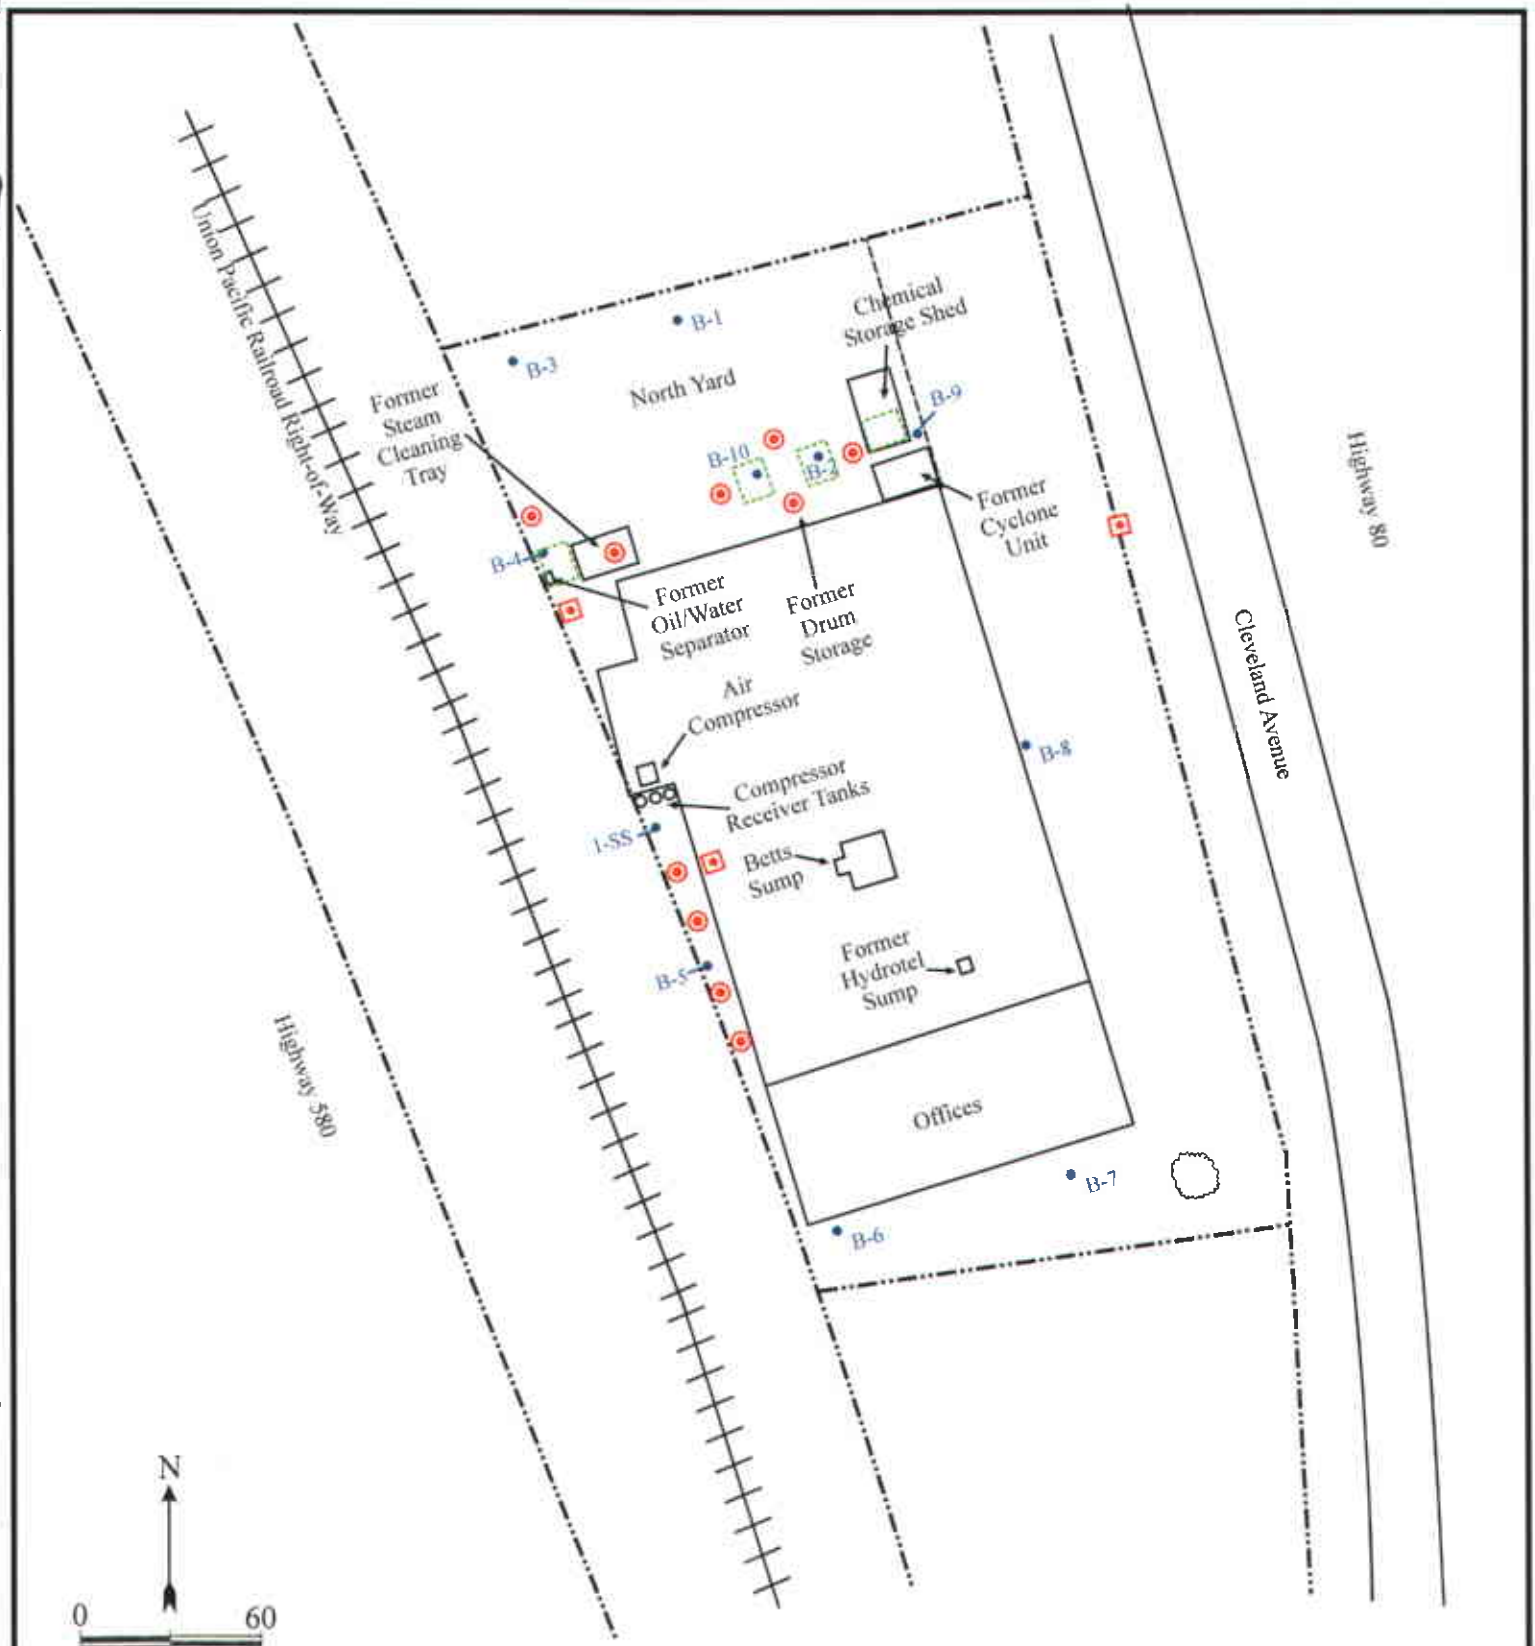 B-1
Chemical
Storage Shed
B-3
North Yard
Former
Steam
Cleaning
Tray
B-9
B-10
B-2
Union Pacific Railroad Right-of-Way
Former
Cyclone
Unit
Highway 80
B-4
Former
Oil/Water
Separator
Former
Drum
Storage
Air
Compressor
Cleveland Avenue
B-8
Compressor
Receiver Tanks
1-SS
Betts
Sump
B-5
Former
Hydrotel
Sump
Highway 580
Offices
B-7
B-6
N
0 60